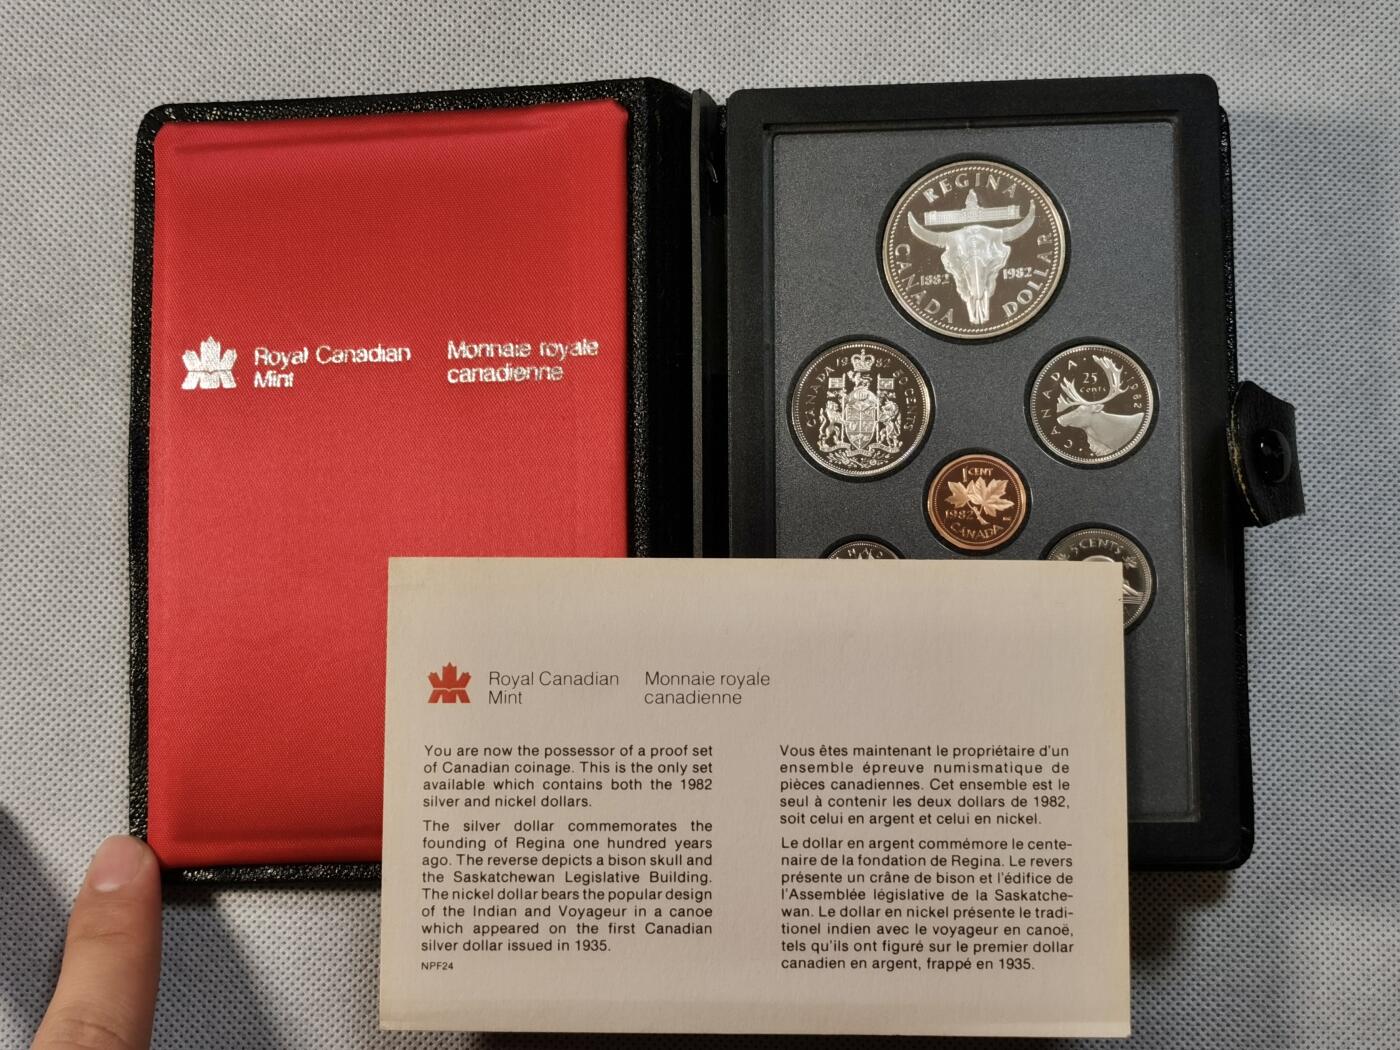 Royal Canadian
Mint
Monnaie royale
canadienne
REGINA
1882 1982
CANADA DOLLAR
CANADA 1982 50 CENTS
CANADA 1982
25
cents
1 CENT
1982
CANADA
5 CENTS
Royal Canadian
Mint
Monnaie royale
canadienne
You are now the possessor of a proof set
of Canadian coinage. This is the only set
available which contains both the 1982
silver and nickel dollars.
The silver dollar commemorates the
founding of Regina one hundred years
ago. The reverse depicts a bison skull and
the Saskatchewan Legislative Building.
The nickel dollar bears the popular design
of the Indian and Voyageur in a canoe
which appeared on the first Canadian
silver dollar issued in 1935.
NPF24
Vous êtes maintenant le propriétaire d'un
ensemble épreuve numismatique de
pièces canadiennes. Cet ensemble est le
seul à contenir les deux dollars de 1982,
soit celui en argent et celui en nickel.
Le dollar en argent commémore le cente-
naire de la fondation de Regina. Le revers
présente un crâne de bison et l'édifice de
l'Assemblée législative de la Saskatche-
wan. Le dollar en nickel présente le tradi-
tionel indien avec le voyageur en canoë,
tels qu'ils ont figuré sur le premier dollar
canadien en argent, frappé en 1935.